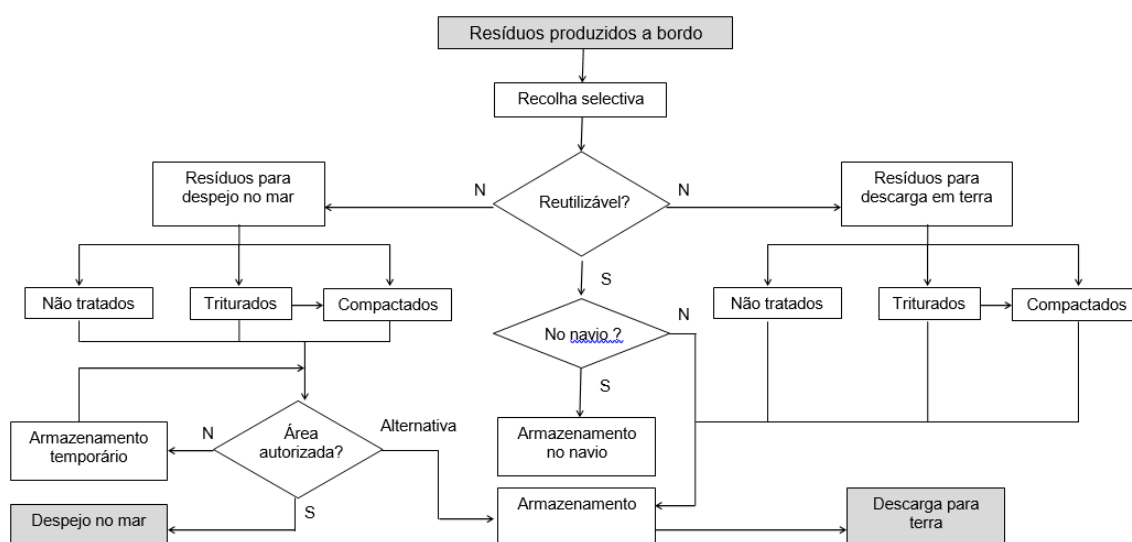 Resíduos produzidos a bordo
Recolha selectiva
Resíduos para
despejo no mar
N
Reutilizável?
N
Resíduos para
descarga em terra
S
Não tratados
Triturados
Compactados
No navio ?
N
Não tratados
Triturados
Compactados
S
Armazenamento
temporário
N
Área
autorizada?
Alternativa
Armazenamento
no navio
S
Despejo no mar
Armazenamento
Descarga para
terra